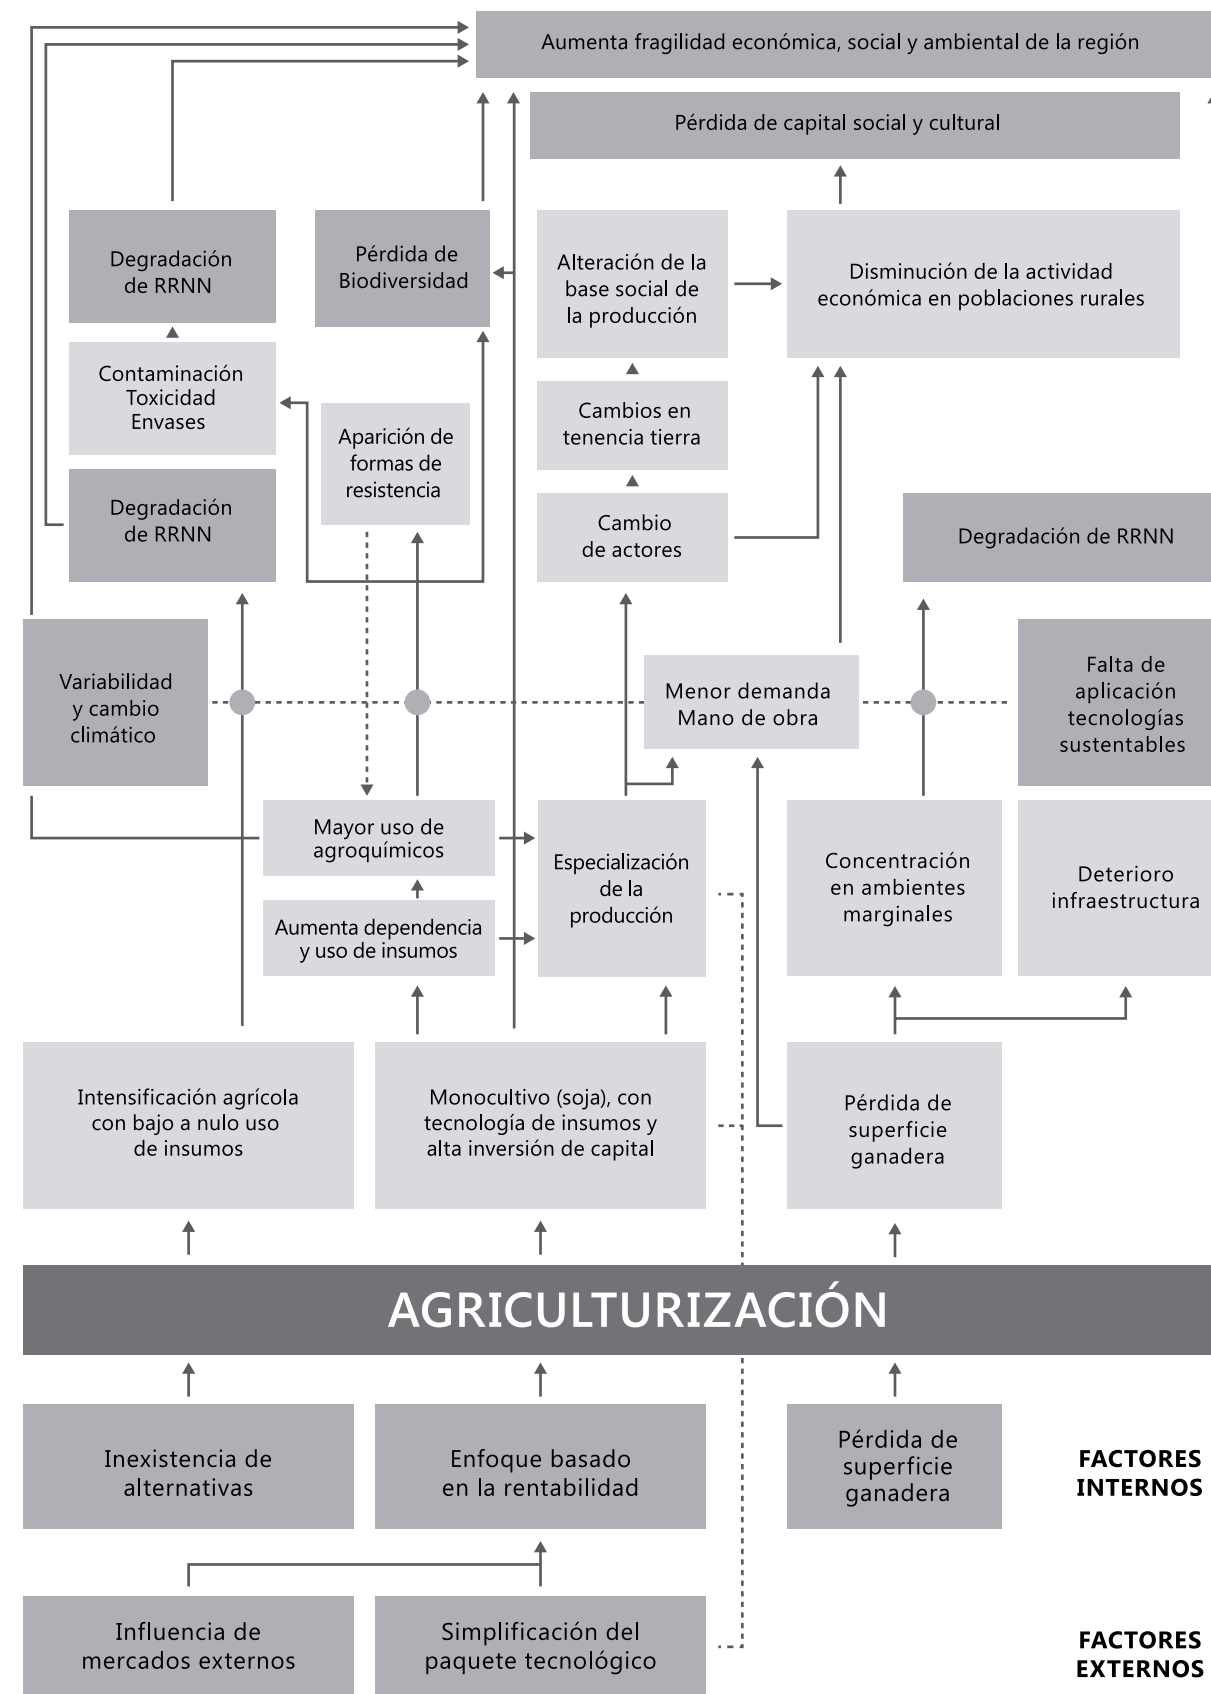 Aumenta fragilidad económica, social y ambiental de la región
Pérdida de capital social y cultural
Degradación
de RRNN
Pérdida de
Biodiversidad
Alteración de la
base social de
la producción
Disminución de la actividad
económica en poblaciones rurales
Contaminación
Toxicidad
Envases
Aparición de
formas de
resistencia
Cambios en
tenencia tierra
Degradación
de RRNN
Cambio
de actores
Degradación de RRNN
Variabilidad
y cambio
climático
Menor demanda
Mano de obra
Falta de
aplicación
tecnologías
sustentables
Mayor uso de
agroquímicos
Especialización
de la
producción
Concentración
en ambientes
marginales
Deterioro
infraestructura
Aumenta dependencia
y uso de insumos
Intensificación agrícola
con bajo a nulo uso
de insumos
Monocultivo (soja), con
tecnología de insumos y
alta inversión de capital
Pérdida de
superficie
ganadera
AGRICULTURIZACIÓN
Inexistencia de
alternativas
Enfoque basado
en la rentabilidad
Pérdida de
superficie
ganadera
FACTORES
INTERNOS
Influencia de
mercados externos
Simplificación del
paquete tecnológico
FACTORES
EXTERNOS